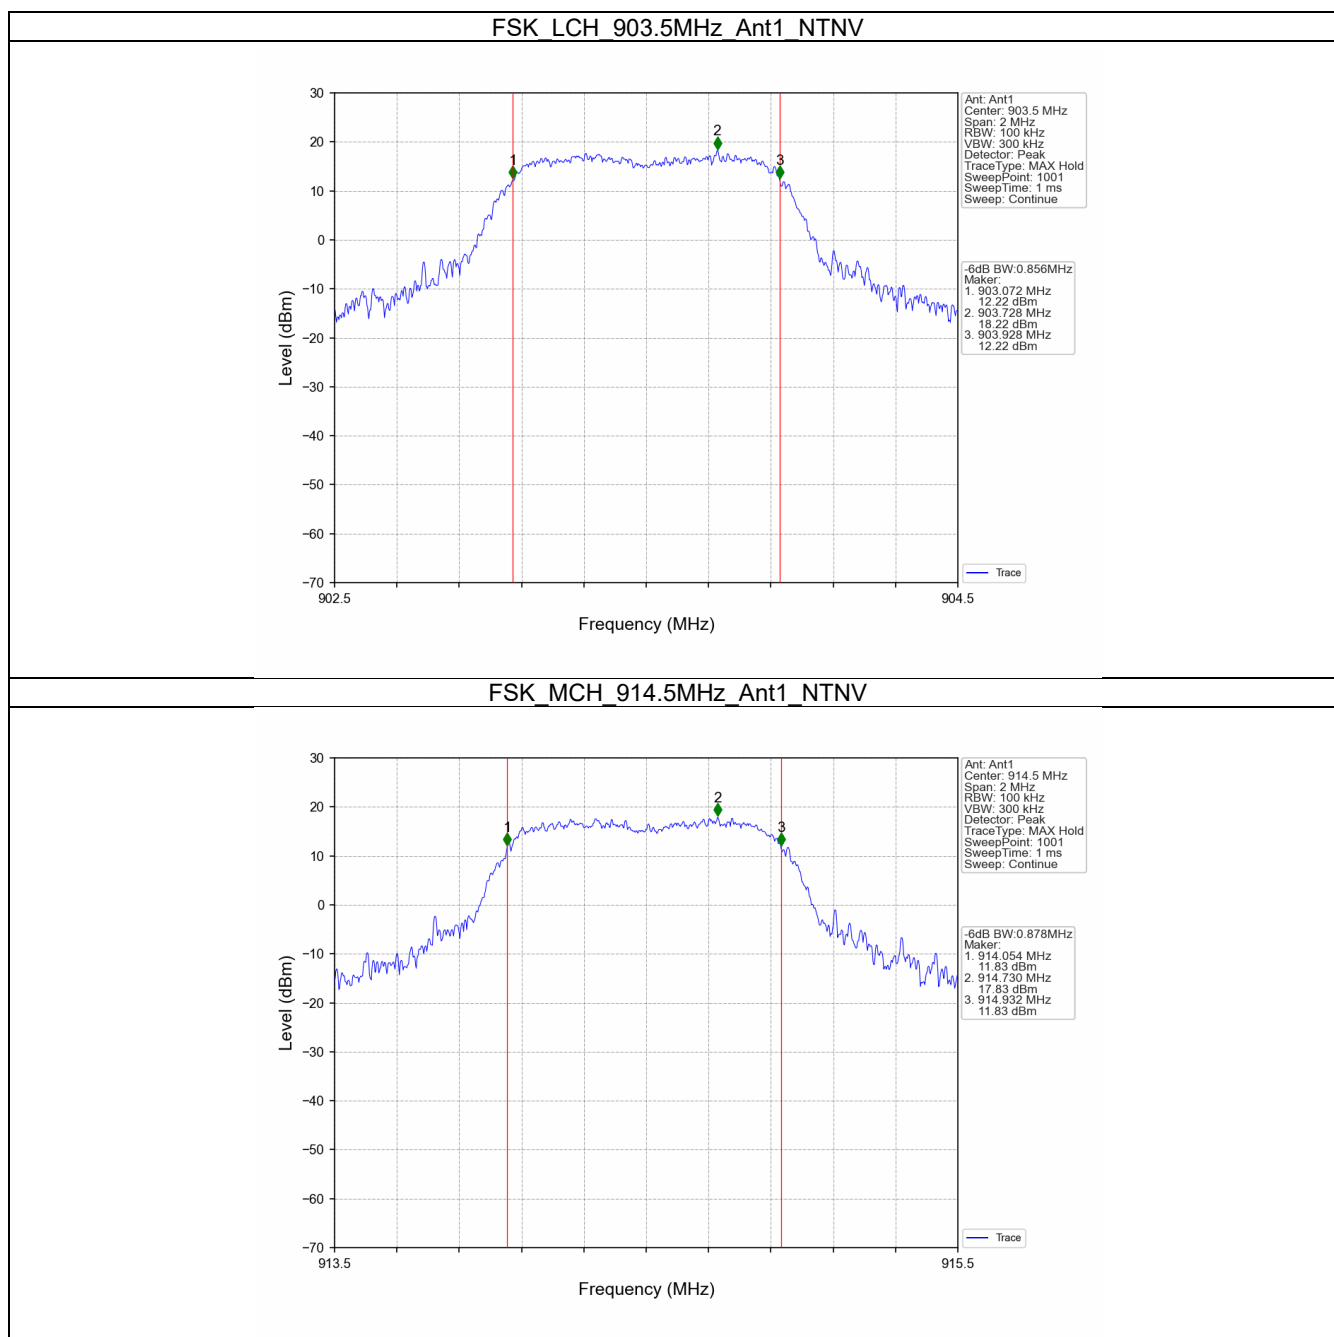 FSK_LCH_903.5MHz_Ant1_NTNV
30
20
10
0
−10
−20
−30
−40
−50
−60
−70
Level (dBm)
902.5
904.5
Frequency (MHz)
1
2
3
Ant: Ant1
Center: 903.5 MHz
Span: 2 MHz
RBW: 100 kHz
VBW: 300 kHz
Detector: Peak
TraceType: MAX Hold
SweepPoint: 1001
SweepTime: 1 ms
Sweep: Continue
-6dB BW:0.856MHz
Maker:
1. 903.072 MHz
12.22 dBm
2. 903.728 MHz
18.22 dBm
3. 903.928 MHz
12.22 dBm
Trace
FSK_MCH_914.5MHz_Ant1_NTNV
30
20
10
0
−10
−20
−30
−40
−50
−60
−70
Level (dBm)
913.5
915.5
Frequency (MHz)
1
2
3
Ant: Ant1
Center: 914.5 MHz
Span: 2 MHz
RBW: 100 kHz
VBW: 300 kHz
Detector: Peak
TraceType: MAX Hold
SweepPoint: 1001
SweepTime: 1 ms
Sweep: Continue
-6dB BW:0.878MHz
Maker:
1. 914.054 MHz
11.83 dBm
2. 914.730 MHz
17.83 dBm
3. 914.932 MHz
11.83 dBm
Trace